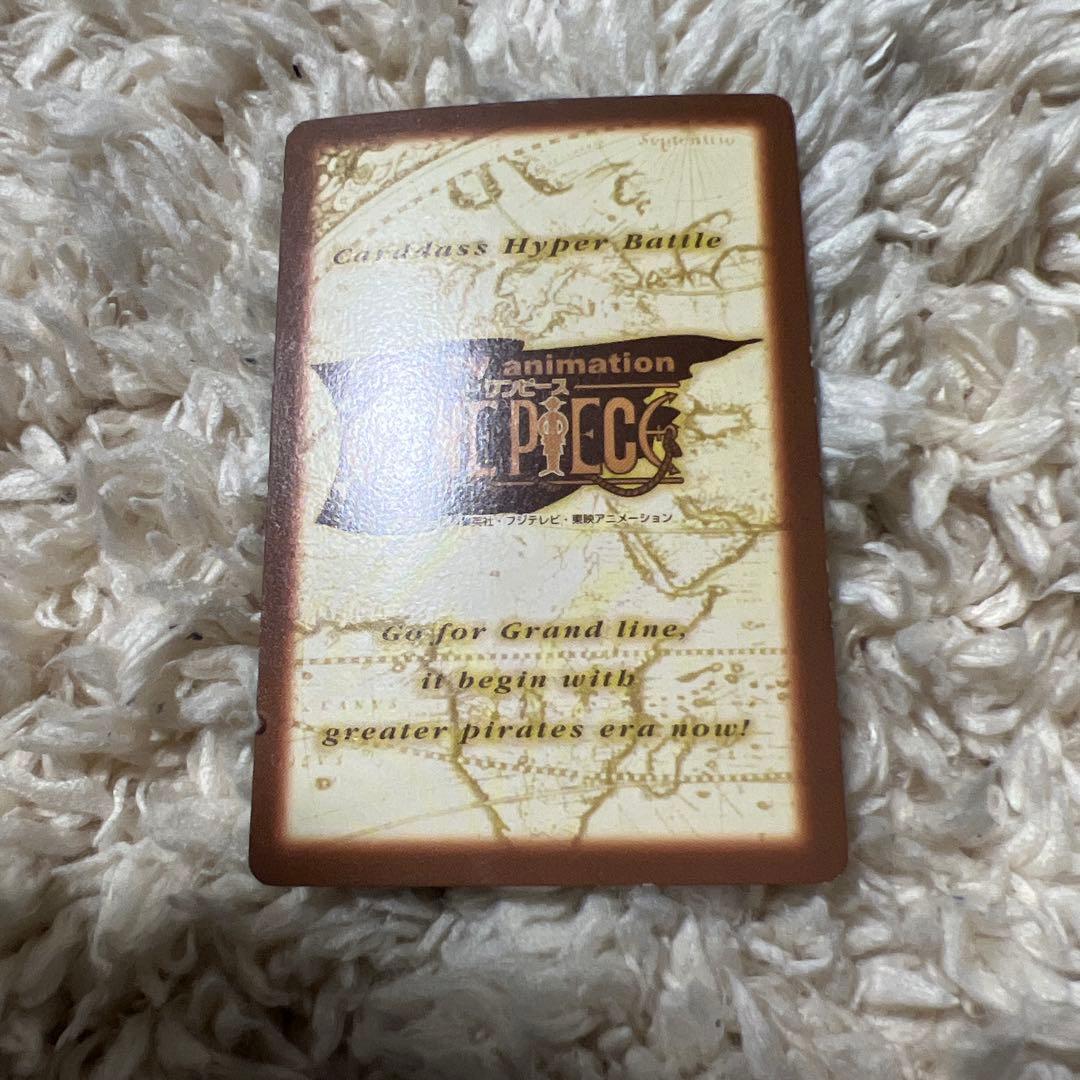 Septentrio
Carddass Hyper Battle
animation
ワンピース
ONE PIECE
集英社・フジテレビ・東映アニメーション
Go for Grand line,
it begin with
greater pirates era now!